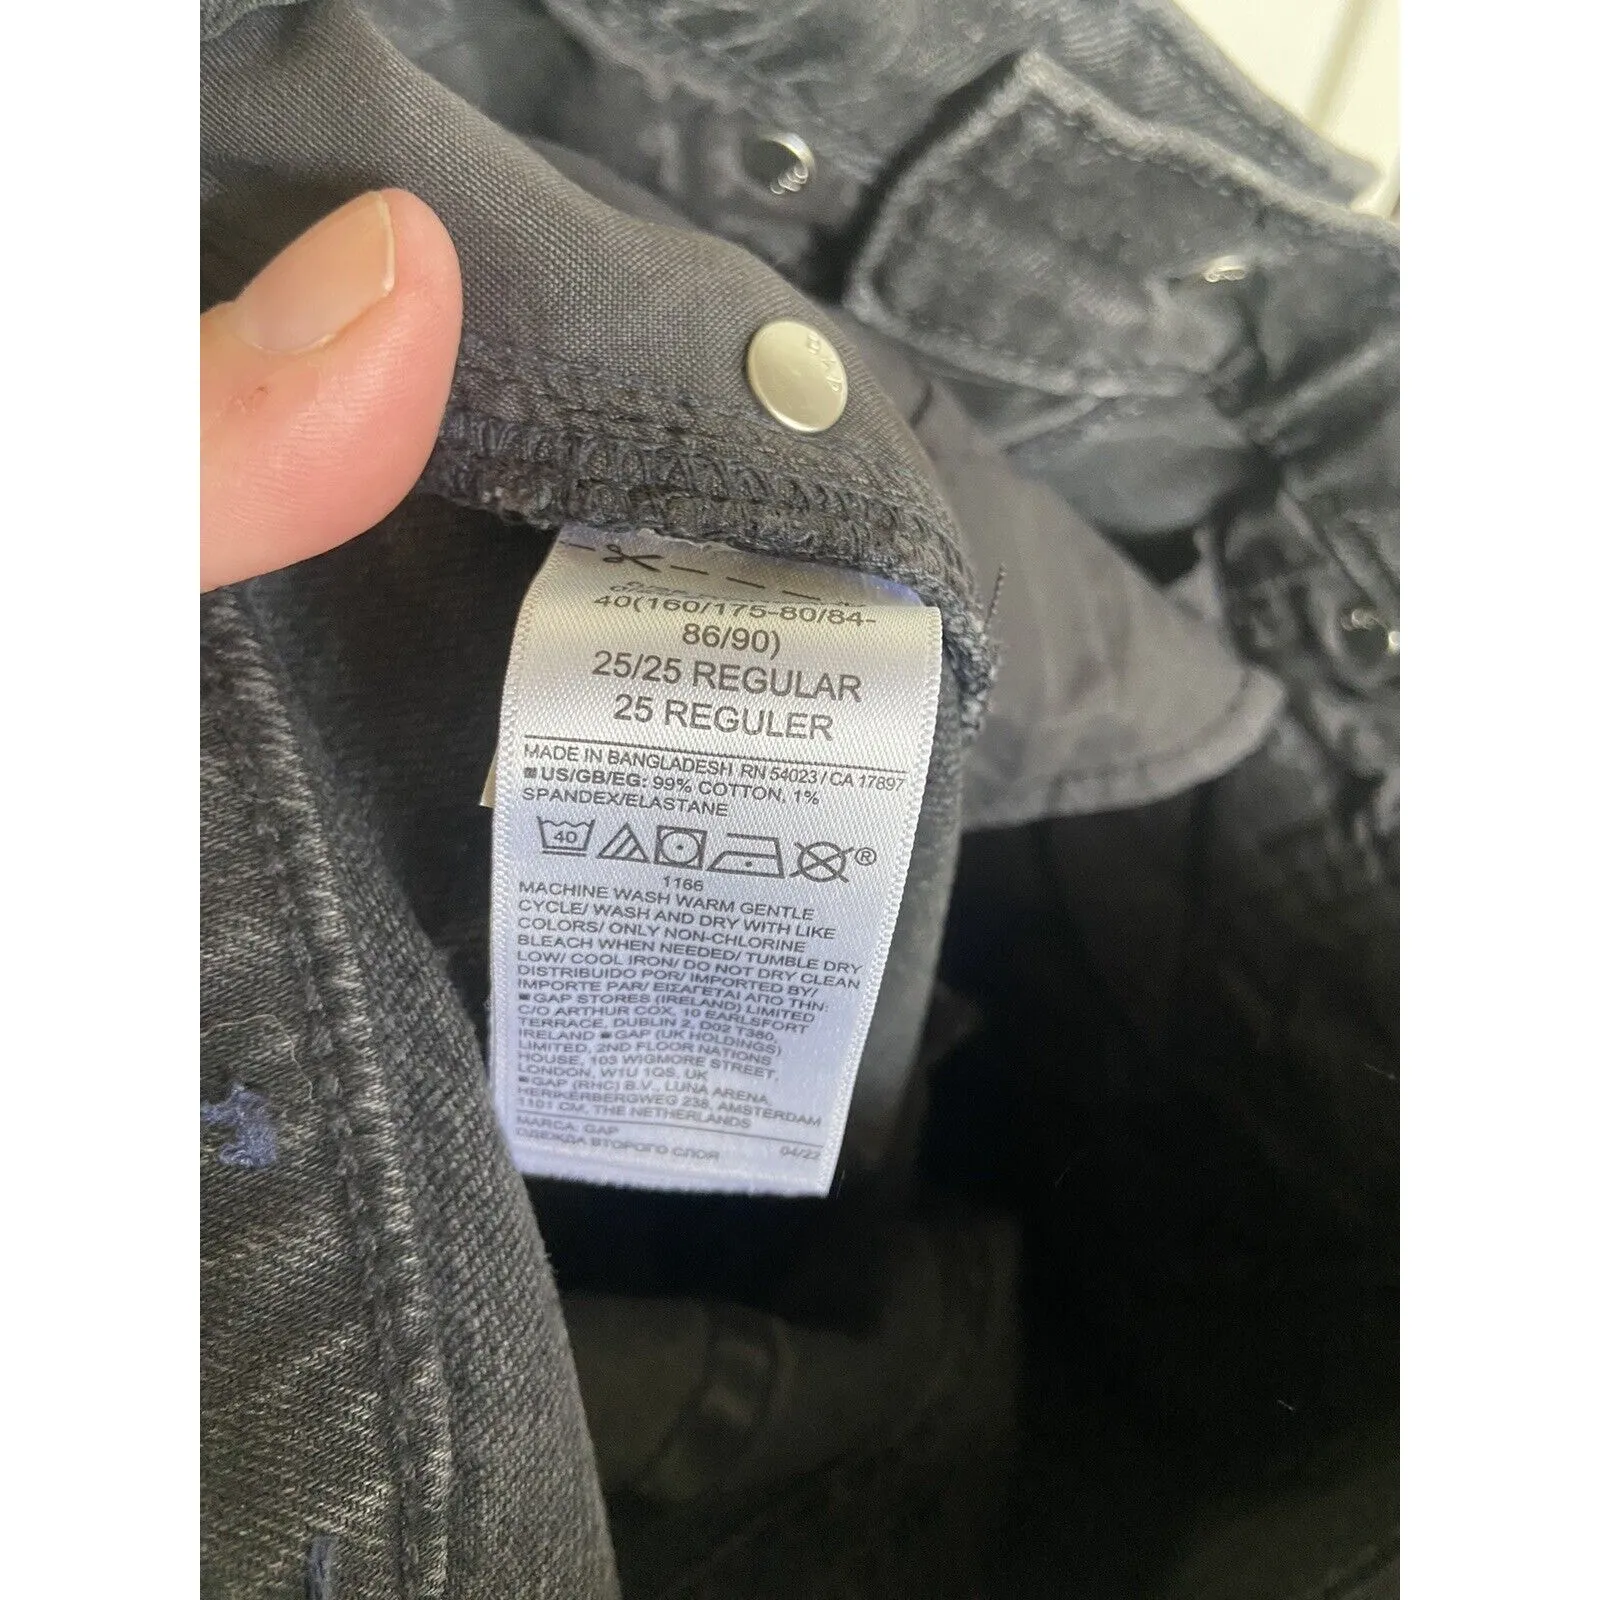 GAP
40(160/175-80/84-
86/90)
25/25 REGULAR
25 REGULER
MADE IN BANGLADESH RN 54023 / CA 17897
US/GB/EG: 99% COTTON, 1%
SPANDEX/ELASTANE
40
®
1166
MACHINE WASH WARM GENTLE
CYCLE/ WASH AND DRY WITH LIKE
COLORS/ ONLY NON-CHLORINE
BLEACH WHEN NEEDED/ TUMBLE DRY
LOW/ COOL IRON/ DO NOT DRY CLEAN
DISTRIBUIDO POR/ IMPORTED BY/
IMPORTE PAR/ ΕΙΣΑΓΕΤΑΙ ΑΠΟ ΤΗΝ:
GAP STORES (IRELAND) LIMITED
C/O ARTHUR COX, 10 EARLSFORT
TERRACE, DUBLIN 2, D02 T380,
IRELAND GAP (UK HOLDINGS)
LIMITED, 2ND FLOOR NATIONS
HOUSE, 103 WIGMORE STREET,
LONDON, W1U 1QS, UK
GAP (RHC) B.V., LUNA ARENA,
HERIKERBERGWEG 238, AMSTERDAM
1101 CM, THE NETHERLANDS
MARCA: GAP
ОДЕЖДА ВТОРОГО СЛОЯ 04/22